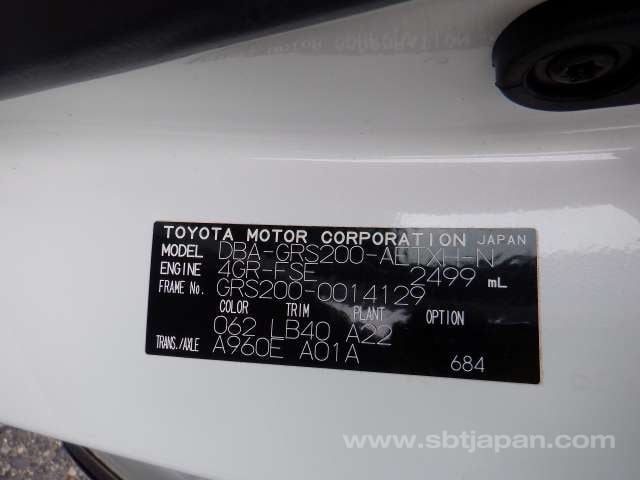 TOYOTA MOTOR CORPORATION JAPAN
MODEL DBA-GRS200-AETXH-N
ENGINE 4GR-FSE 2499 mL
FRAME No. GRS200-0014129
COLOR TRIM PLANT OPTION
062 LB40 A22
TRANS./AXLE A960E A01A
684
www.sbtjapan.com